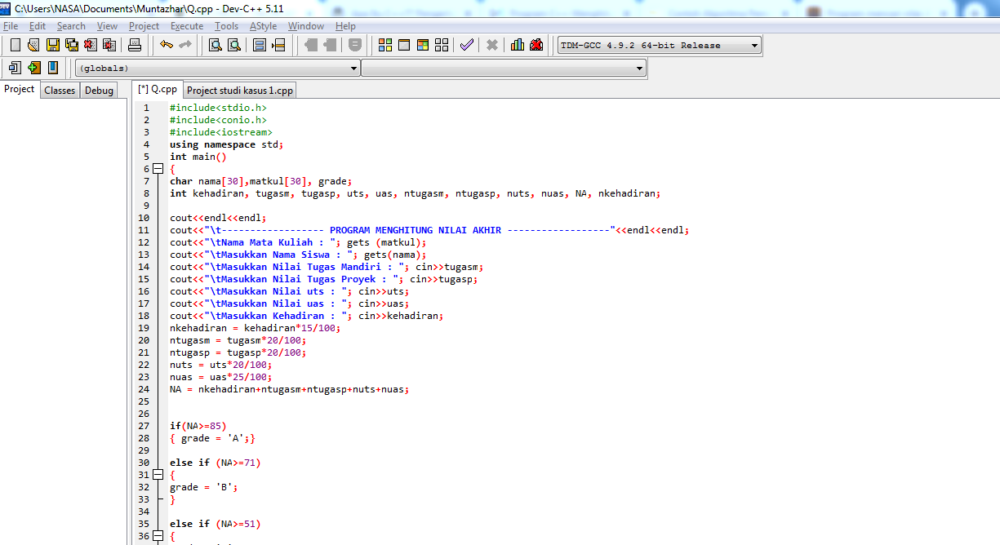 C:\Users\NASA\Documents\Muntazhar\Q.cpp - Dev-C++ 5.11
File Edit Search View Project Execute Tools AStyle Window Help
TDM-GCC 4.9.2 64-bit Release
(globals)
Project Classes Debug [*] Q.cpp Project studi kasus 1.cpp
1 #include<stdio.h>
2 #include<conio.h>
3 #include<iostream>
4 using namespace std;
5 int main()
6 {
7 char nama[30],matkul[30], grade;
8 int kehadiran, tugasm, tugasp, uts, uas, ntugasm, ntugasp, nuts, nuas, NA, nkehadiran;
9
10 cout<<endl<<endl;
11 cout<<"\t------------------ PROGRAM MENGHITUNG NILAI AKHIR ------------------"<<endl<<endl;
12 cout<<"\tNama Mata Kuliah : "; gets (matkul);
13 cout<<"\tMasukkan Nama Siswa : "; gets(nama);
14 cout<<"\tMasukkan Nilai Tugas Mandiri : "; cin>>tugasm;
15 cout<<"\tMasukkan Nilai Tugas Proyek : "; cin>>tugasp;
16 cout<<"\tMasukkan Nilai uts : "; cin>>uts;
17 cout<<"\tMasukkan Nilai uas : "; cin>>uas;
18 cout<<"\tMasukkan Kehadiran : "; cin>>kehadiran;
19 nkehadiran = kehadiran*15/100;
20 ntugasm = tugasm*20/100;
21 ntugasp = tugasp*20/100;
22 nuts = uts*20/100;
23 nuas = uas*25/100;
24 NA = nkehadiran+ntugasm+ntugasp+nuts+nuas;
25
26
27 if(NA>=85)
28 { grade = 'A';}
29
30 else if (NA>=71)
31 {
32 grade = 'B';
33 }
34
35 else if (NA>=51)
36 {